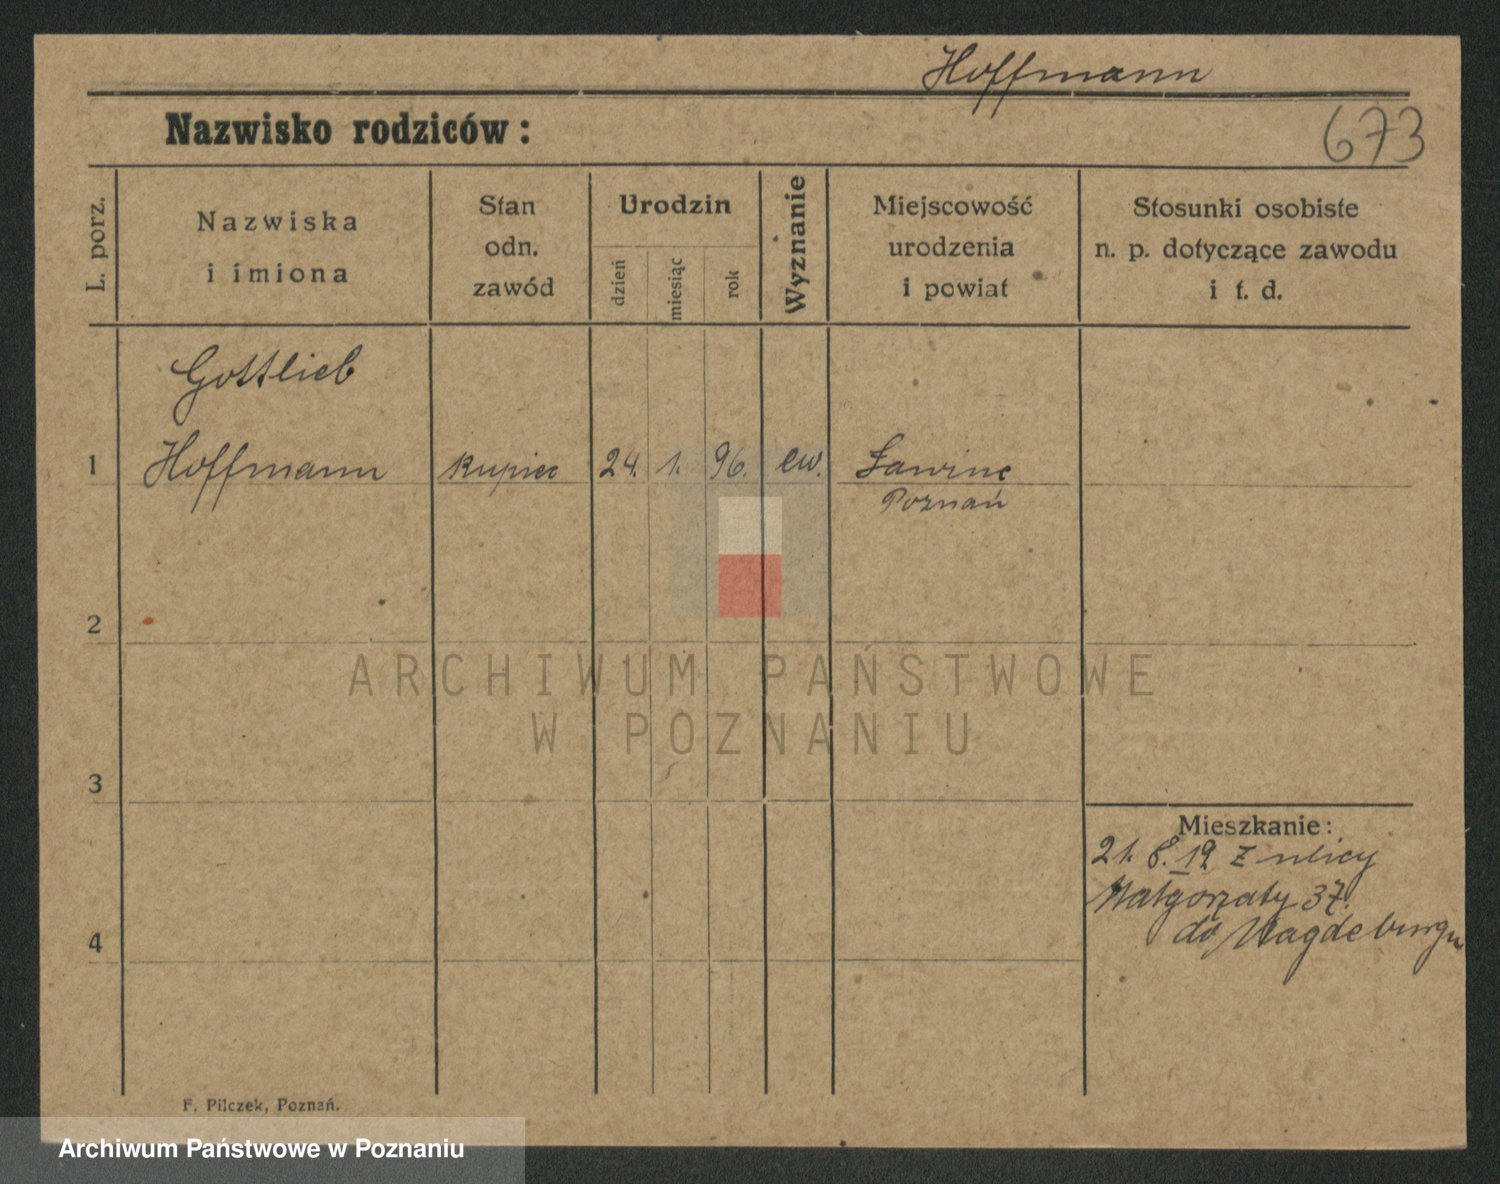 Hoffmann
Nazwisko rodziców:
673
L. porz.
Nazwiska
i imiona
Stan
odn.
zawód
Urodzin
dzień
miesiąc
rok
Wyznanie
Miejscowość
urodzenia
i powiat
Stosunki osobiste
n. p. dotyczące zawodu
i t. d.
Gottlieb
1 Hoffmann kupiec 24. 1. 96. ew. Ławine
Poznań
2
ARCHIWUM PAŃSTWOWE
W POZNANIU
3
Mieszkanie:
21. 8. 19 z ulicy
Małgorzaty 37.
4 do Magdeburgu
F. Pilczek, Poznań.
Archiwum Państwowe w Poznaniu